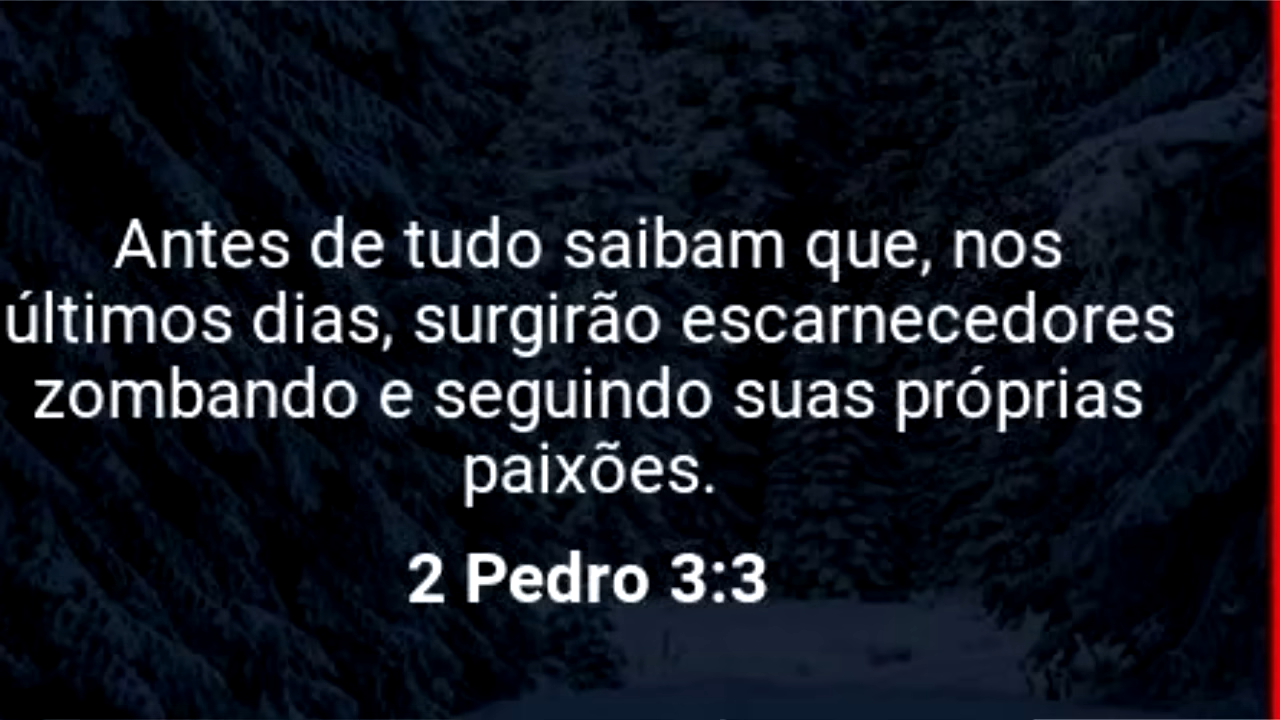 Antes de tudo saibam que, nos
últimos dias, surgirão escarnecedores
zombando e seguindo suas próprias
paixões.
2 Pedro 3:3